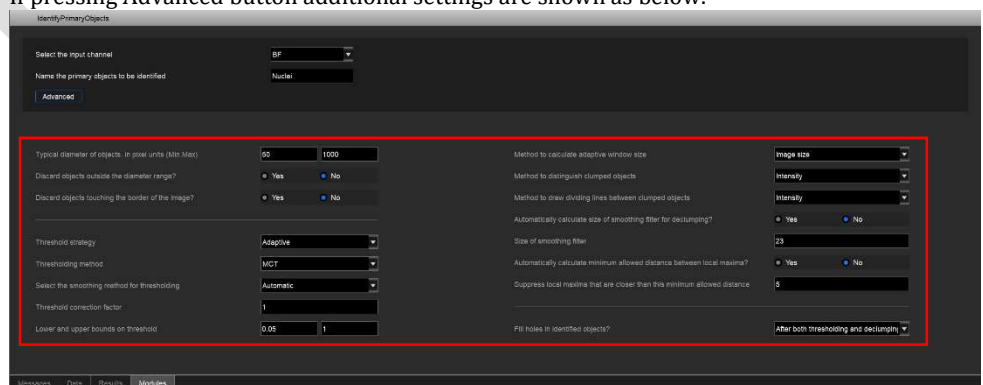 If pressing Advanced button additional settings are shown as below.
IdentifyPrimaryObjects
Select the input channel BF
Name the primary objects to be identified Nuclei
Advanced
Typical diameter of objects, in pixel units (Min,Max) 50 1000
Discard objects outside the diameter range? Yes No
Discard objects touching the border of the image? Yes No
Threshold strategy Adaptive
Thresholding method MCT
Select the smoothing method for thresholding Automatic
Threshold correction factor 1
Lower and upper bounds on threshold 0.05 1
Method to calculate adaptive window size Image size
Method to distinguish clumped objects Intensity
Method to draw dividing lines between clumped objects Intensity
Automatically calculate size of smoothing filter for declumping? Yes No
Size of smoothing filter 23
Automatically calculate minimum allowed distance between local maxima? Yes No
Suppress local maxima that are closer than this minimum allowed distance 5
Fill holes in identified objects? After both thresholding and declumping
Messages Data Results Modules